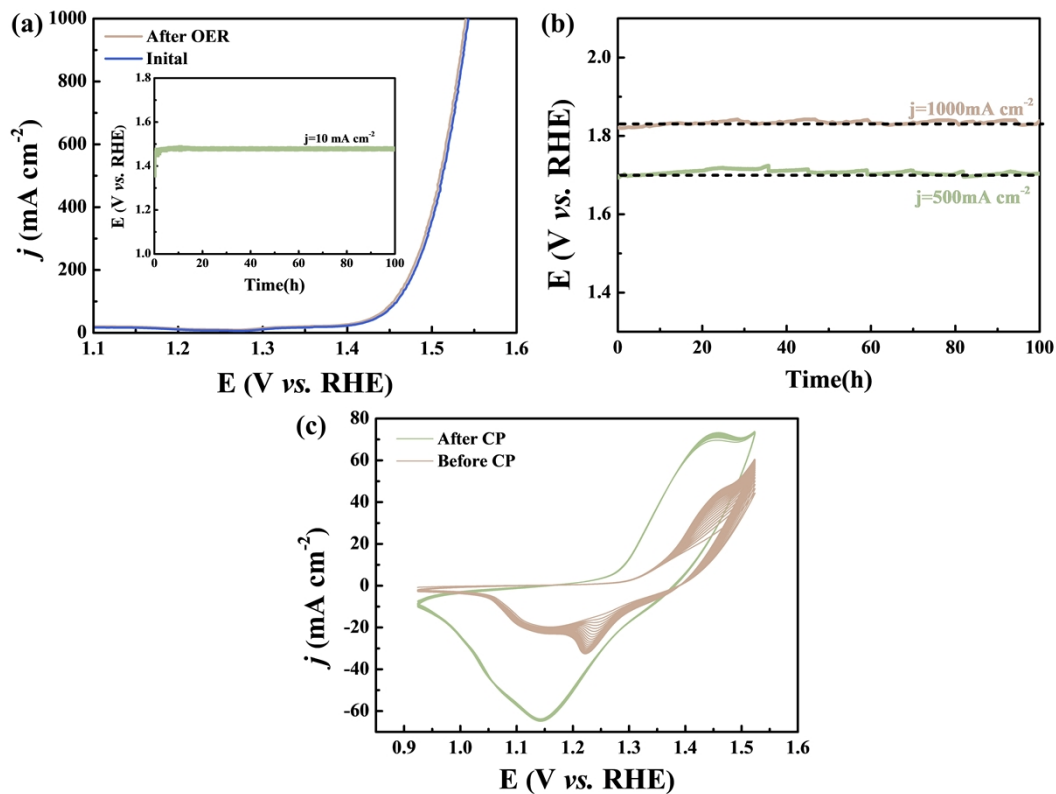 (a)
After OER
Inital
j (mA cm⁻²)
1000
800
600
400
200
0
1.1
1.2
1.3
1.4
1.5
1.6
E (V vs. RHE)
E (V vs. RHE)
1.8
1.6
1.4
1.2
1.0
j=10 mA cm⁻²
0
20
40
60
80
100
Time(h)
(b)
E (V vs. RHE)
2.0
1.8
1.6
1.4
j=1000mA cm⁻²
j=500mA cm⁻²
0
20
40
60
80
100
Time(h)
(c)
After CP
Before CP
j (mA cm⁻²)
80
60
40
20
0
-20
-40
-60
0.9
1.0
1.1
1.2
1.3
1.4
1.5
1.6
E (V vs. RHE)